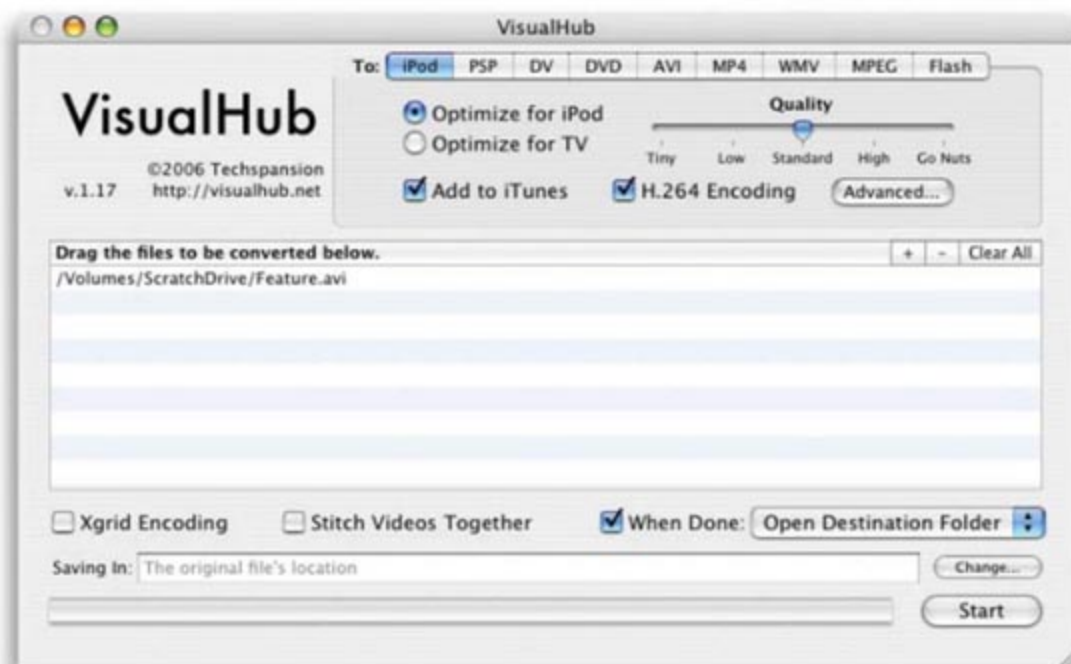 VisualHub
To: iPod PSP DV DVD AVI MP4 WMV MPEG Flash
VisualHub
©2006 Techspansion
v.1.17 http://visualhub.net
Optimize for iPod
Optimize for TV
Quality
Tiny Low Standard High Go Nuts
Add to iTunes H.264 Encoding Advanced...
Drag the files to be converted below. + - Clear All
/Volumes/ScratchDrive/Feature.avi
Xgrid Encoding Stitch Videos Together When Done: Open Destination Folder
Saving In: The original file's location Change...
Start